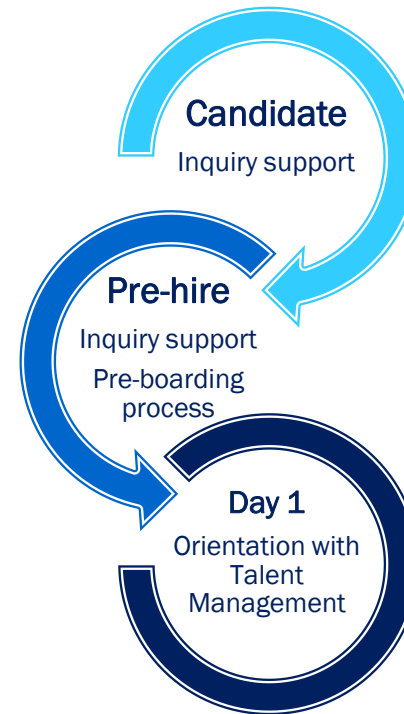 Candidate
Inquiry support
Pre-hire
Inquiry support
Pre-boarding
process
Day 1
Orientation with
Talent
Management